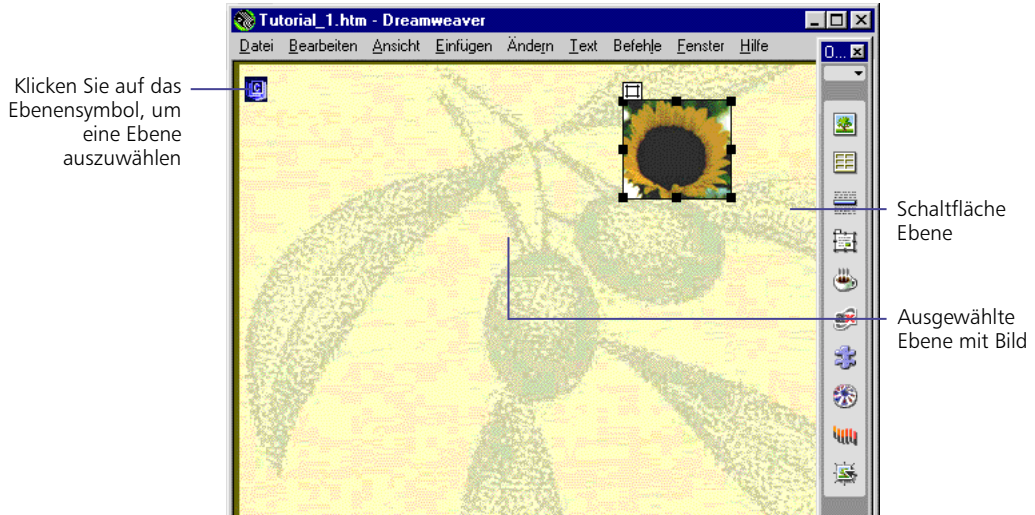 Tutorial_1.htm - Dreamweaver
Datei Bearbeiten Ansicht Einfügen Ändern Text Befehle Fenster Hilfe
O...
Klicken Sie auf das
Ebenensymbol, um
eine Ebene
auszuwählen
C
Schaltfläche
Ebene
Ausgewählte
Ebene mit Bild